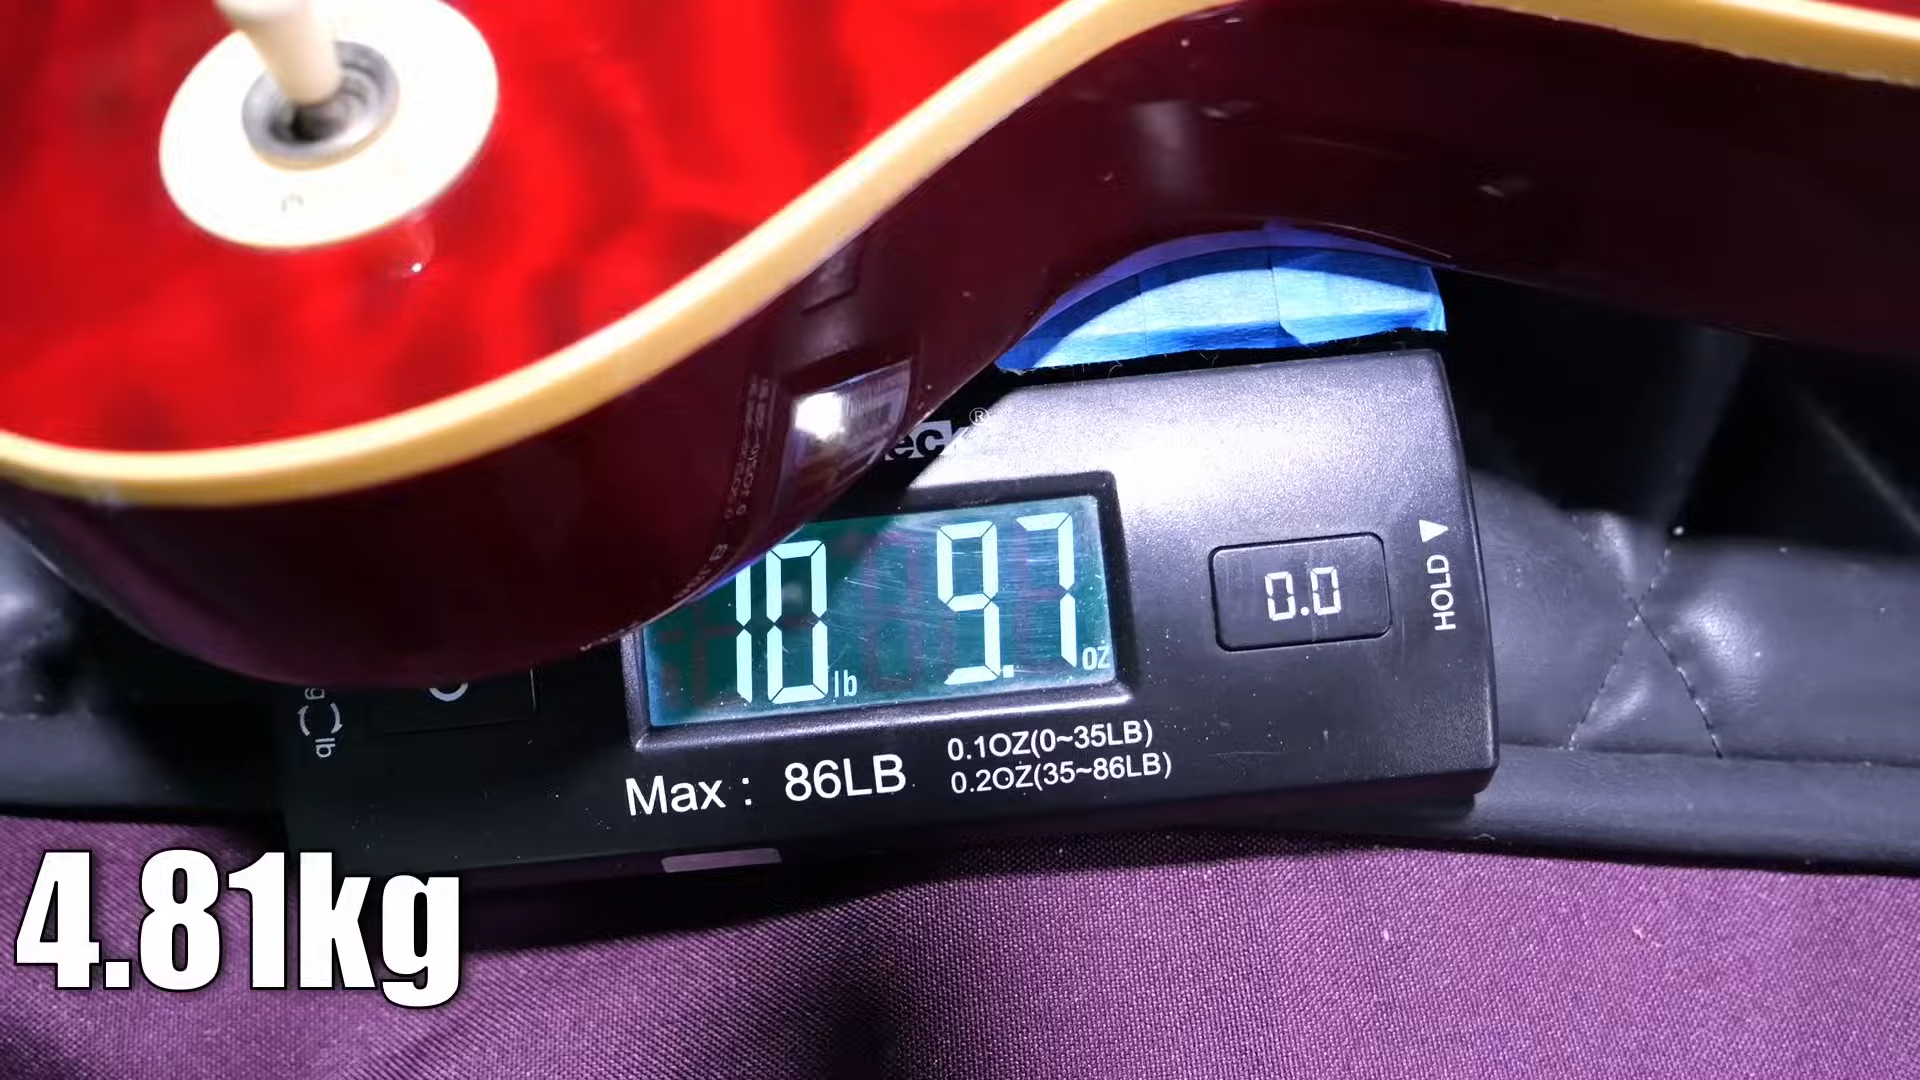 ®
10 lb 9.7 oz
0.0
HOLD
lb
Max : 86LB
0.1OZ(0~35LB)
0.2OZ(35~86LB)
4.81kg